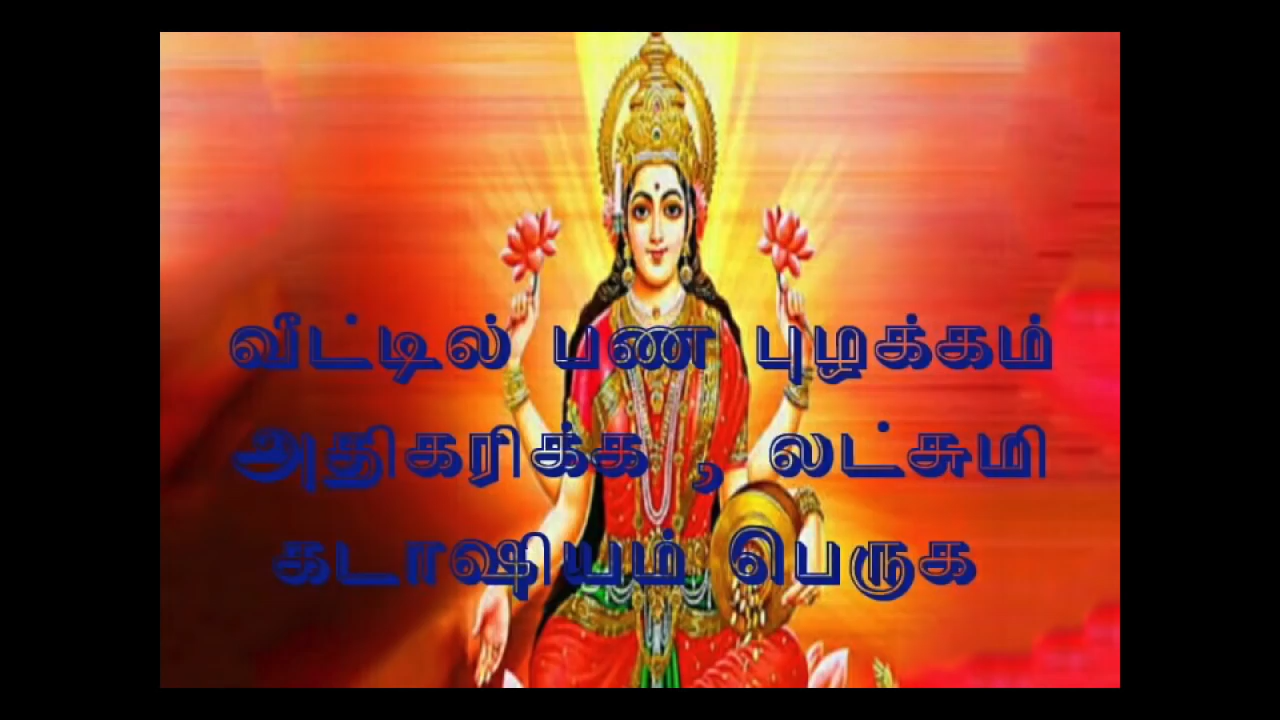 வீட்டில் பண புழக்கம்
அதிகரிக்க , லட்சுமி
கடாஷியம் பெருக